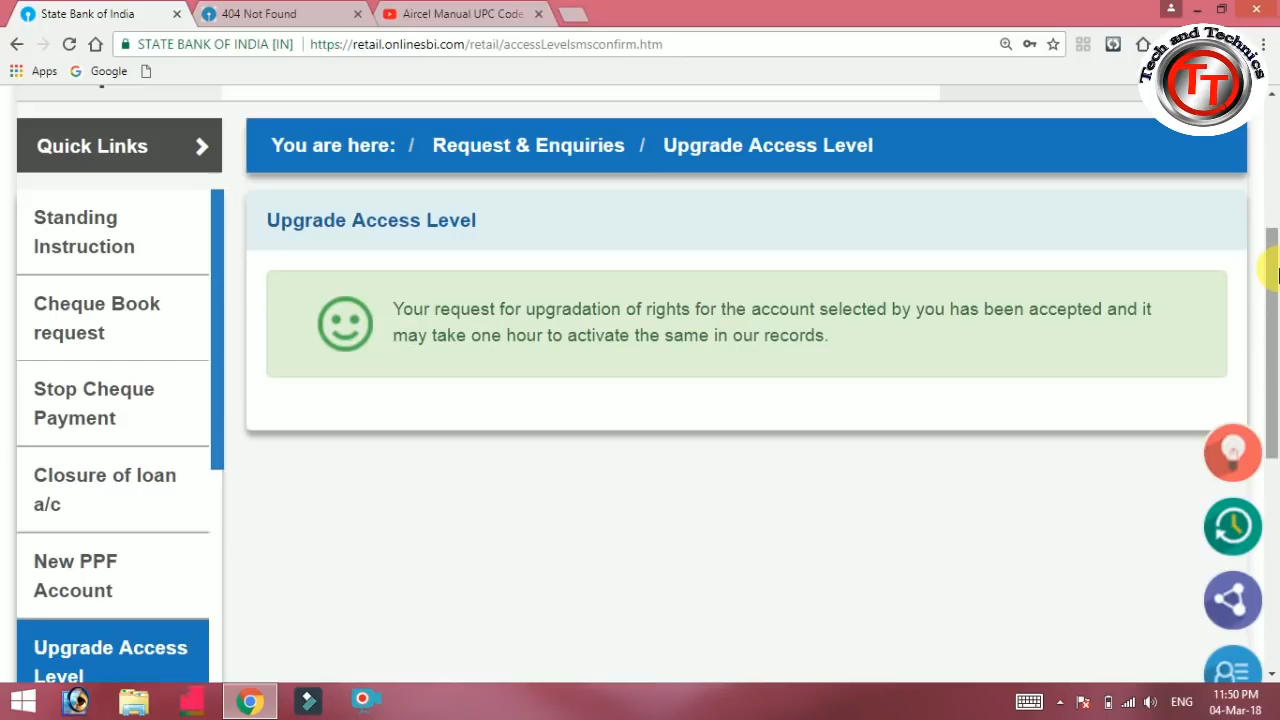 State Bank of India
404 Not Found
Aircel Manual UPC Code
STATE BANK OF INDIA [IN]
https://retail.onlinesbi.com/retail/accessLevelsmsconfirm.htm
Apps
Google
Tech and Technics
TT
Quick Links
You are here: / Request & Enquiries / Upgrade Access Level
Standing
Instruction
Cheque Book
request
Stop Cheque
Payment
Closure of loan
a/c
New PPF
Account
Upgrade Access
Level
Upgrade Access Level
Your request for upgradation of rights for the account selected by you has been accepted and it
may take one hour to activate the same in our records.
ENG
11:50 PM
04-Mar-18